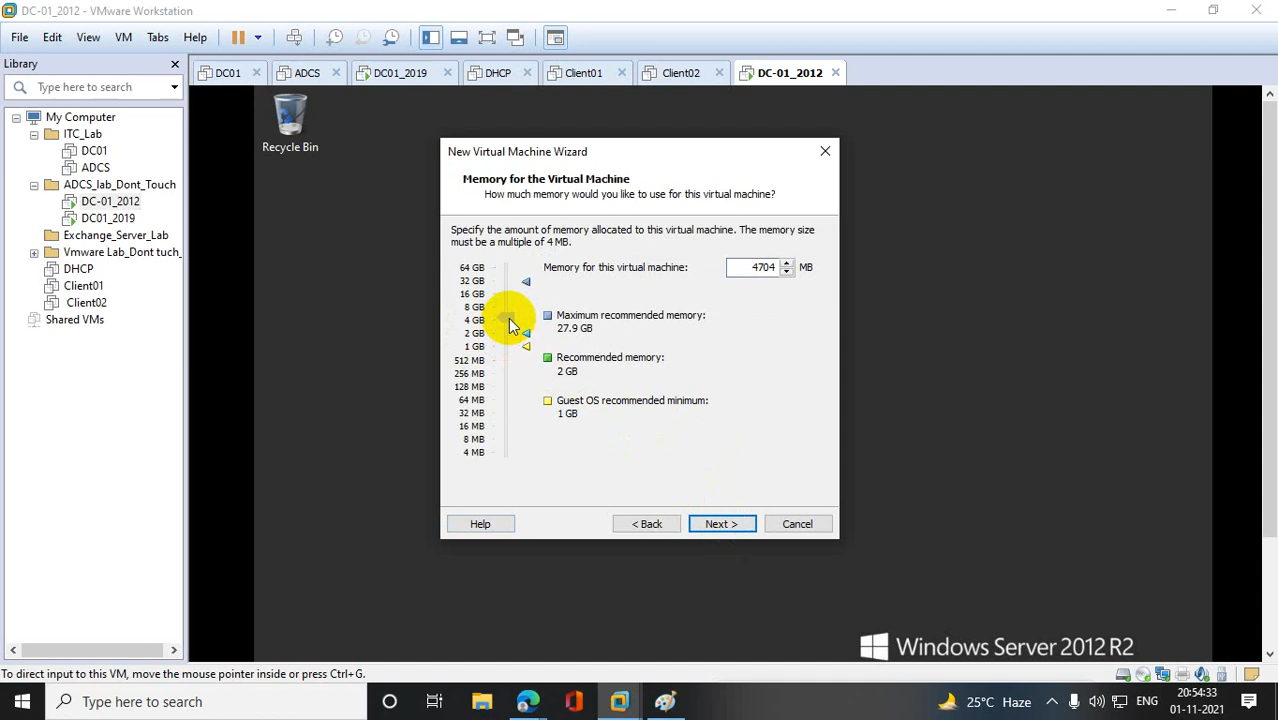 DC-01_2012 - VMware Workstation
File Edit View VM Tabs Help
Library
Type here to search
My Computer
ITC_Lab
DC01
ADCS
ADCS_lab_Dont_Touch
DC-01_2012
DC01_2019
Exchange_Server_Lab
Vmware Lab_Dont tuch_
DHCP
Client01
Client02
Shared VMs
DC01 ADCS DC01_2019 DHCP Client01 Client02 DC-01_2012
Recycle Bin
New Virtual Machine Wizard
Memory for the Virtual Machine
How much memory would you like to use for this virtual machine?
Specify the amount of memory allocated to this virtual machine. The memory size
must be a multiple of 4 MB.
64 GB
32 GB
16 GB
8 GB
4 GB
2 GB
1 GB
512 MB
256 MB
128 MB
64 MB
32 MB
16 MB
8 MB
4 MB
Memory for this virtual machine: 4704 MB
Maximum recommended memory:
27.9 GB
Recommended memory:
2 GB
Guest OS recommended minimum:
1 GB
Help < Back Next > Cancel
Windows Server 2012 R2
To direct input to this VM, move the mouse pointer inside or press Ctrl+G.
Type here to search
25°C Haze
ENG
20:54:33
01-11-2021